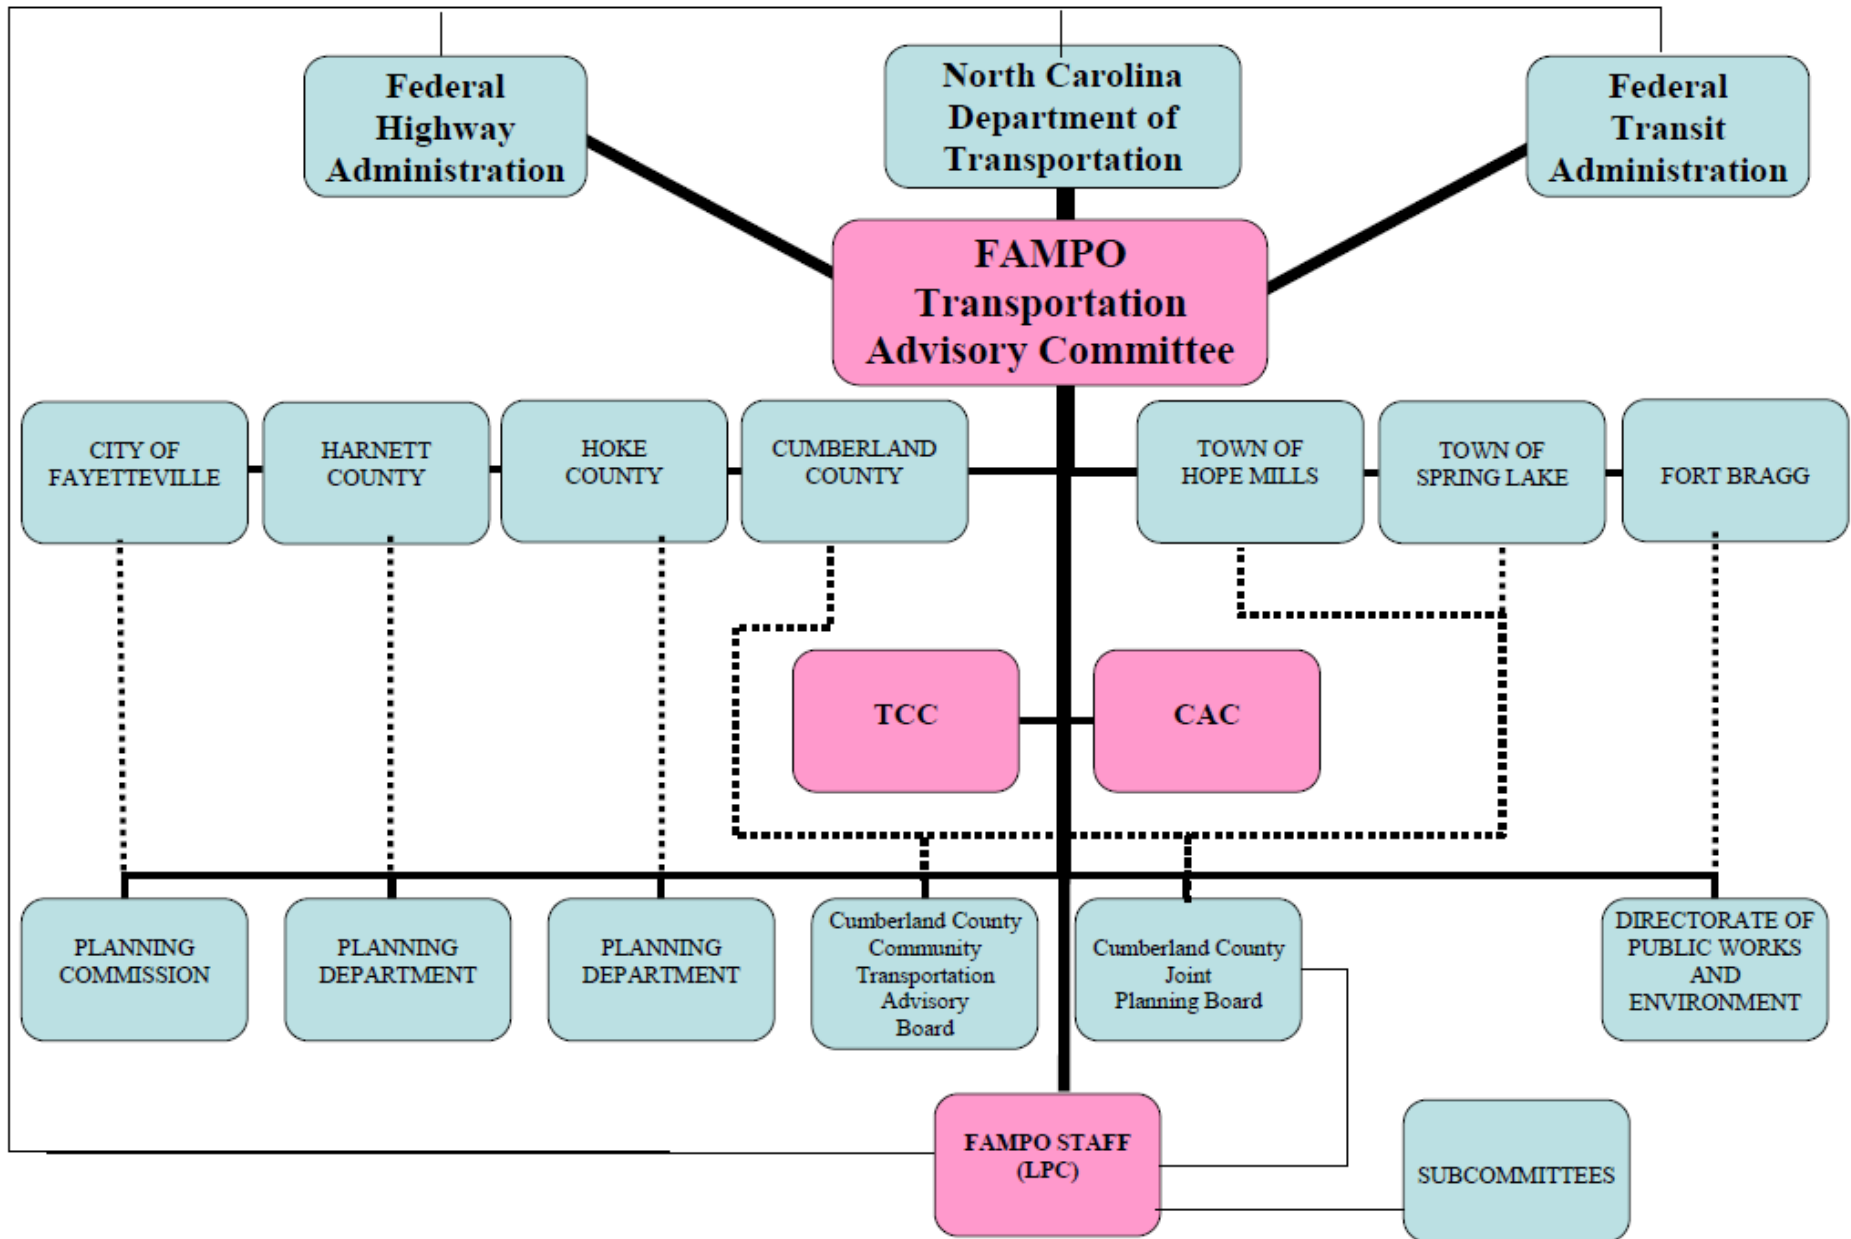 Federal
Highway
Administration
North Carolina
Department of
Transportation
Federal
Transit
Administration
FAMPO
Transportation
Advisory Committee
CITY OF
FAYETTEVILLE
HARNETT
COUNTY
HOKE
COUNTY
CUMBERLAND
COUNTY
TOWN OF
HOPE MILLS
TOWN OF
SPRING LAKE
FORT BRAGG
TCC
CAC
PLANNING
COMMISSION
PLANNING
DEPARTMENT
PLANNING
DEPARTMENT
Cumberland County
Community
Transportation
Advisory
Board
Cumberland County
Joint
Planning Board
DIRECTORATE OF
PUBLIC WORKS
AND
ENVIRONMENT
FAMPO STAFF
(LPC)
SUBCOMMITTEES